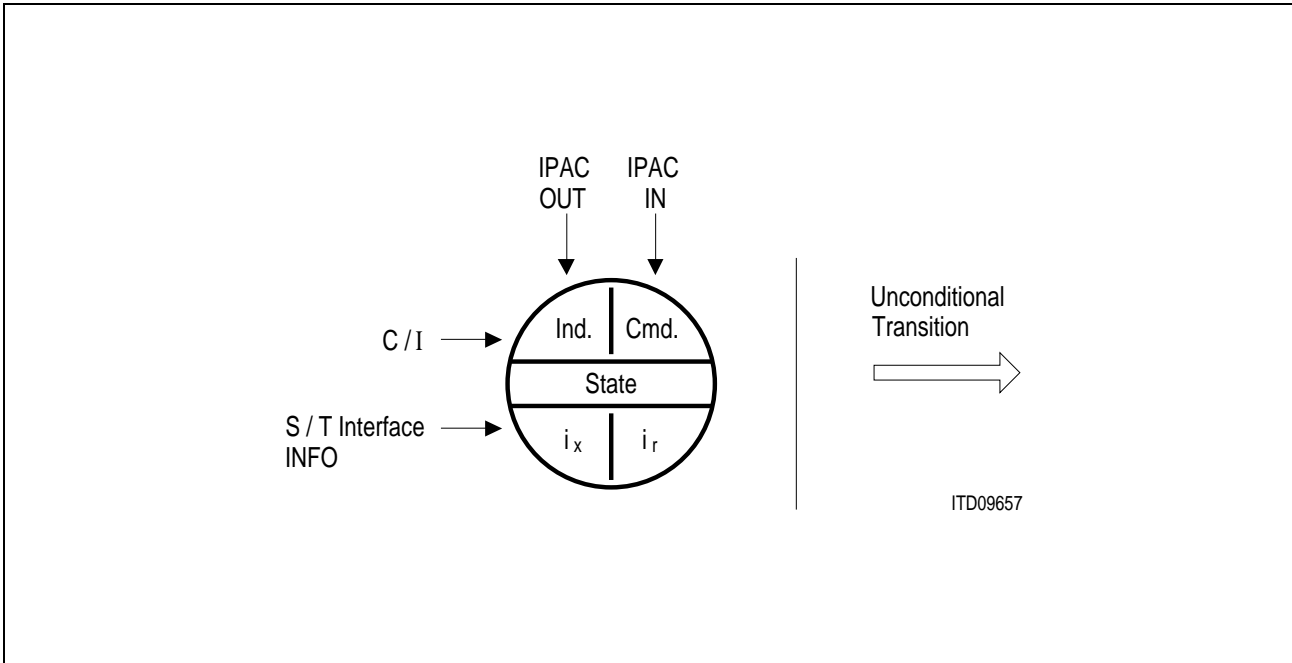 IPAC
OUT
IPAC
IN
C / I
Ind.
Cmd.
State
S / T Interface
INFO
i x
i r
Unconditional
Transition
ITD09657